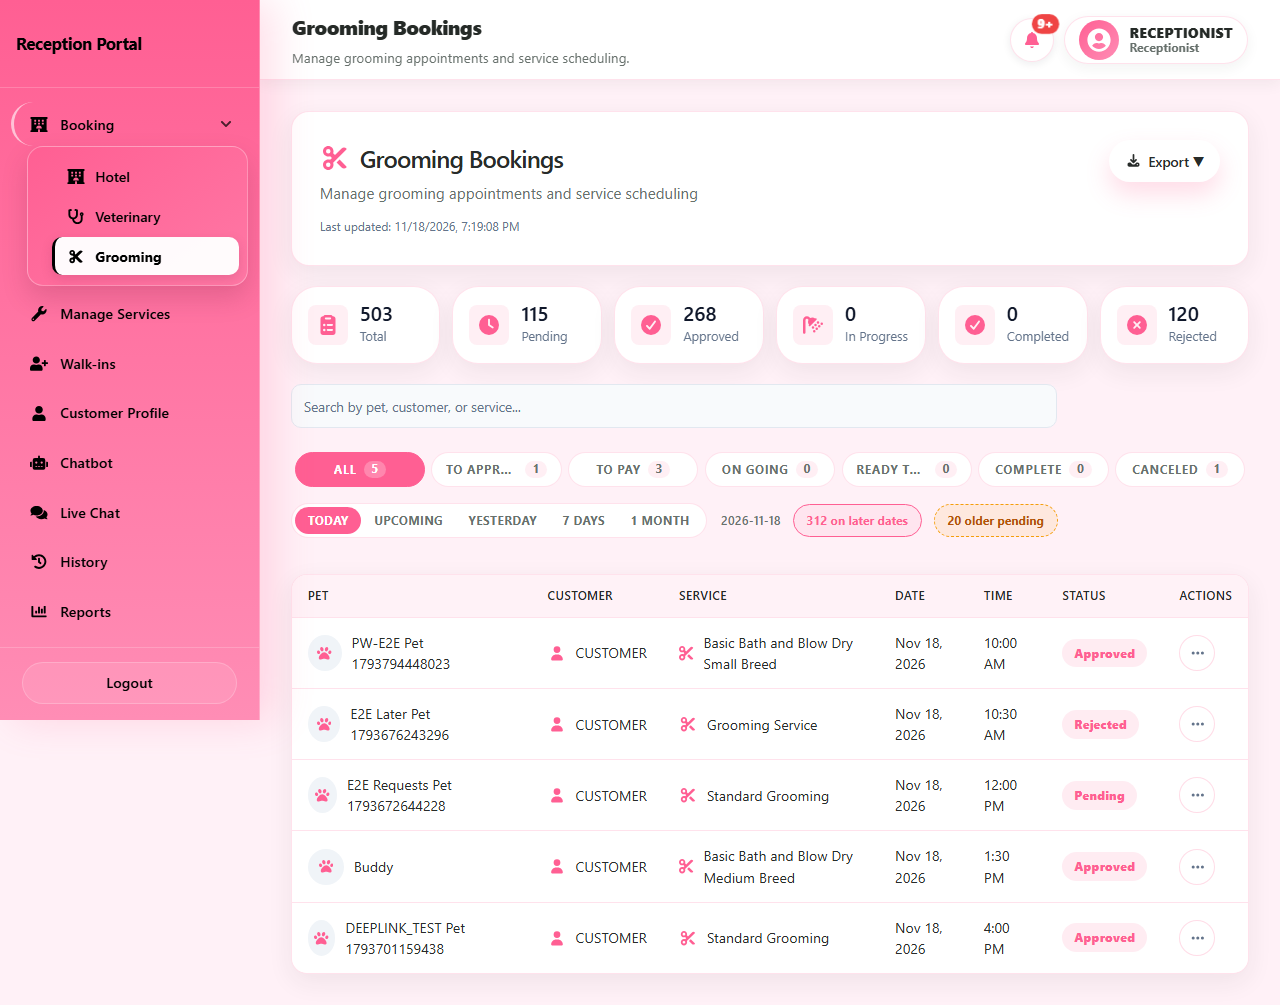 Reception Portal
Booking
Hotel
Veterinary
Grooming
Manage Services
Walk-ins
Customer Profile
Chatbot
Live Chat
History
Reports
Logout
Grooming Bookings
Manage grooming appointments and service scheduling.
9+
RECEPTIONIST
Receptionist
Grooming Bookings
Manage grooming appointments and service scheduling
Last updated: 11/18/2026, 7:19:08 PM
Export ▼
503
Total
115
Pending
268
Approved
0
In Progress
0
Completed
120
Rejected
Search by pet, customer, or service...
ALL 5
TO APPR... 1
TO PAY 3
ON GOING 0
READY T... 0
COMPLETE 0
CANCELED 1
TODAY UPCOMING YESTERDAY 7 DAYS 1 MONTH 2026-11-18 312 on later dates 20 older pending
PET CUSTOMER SERVICE DATE TIME STATUS ACTIONS
PW-E2E Pet
1793794448023
CUSTOMER
Basic Bath and Blow Dry
Small Breed
Nov 18,
2026
10:00
AM
Approved
E2E Later Pet
1793676243296
CUSTOMER
Grooming Service
Nov 18,
2026
10:30
AM
Rejected
E2E Requests Pet
1793672644228
CUSTOMER
Standard Grooming
Nov 18,
2026
12:00
PM
Pending
Buddy
CUSTOMER
Basic Bath and Blow Dry
Medium Breed
Nov 18,
2026
1:30
PM
Approved
DEEPLINK_TEST Pet
1793701159438
CUSTOMER
Standard Grooming
Nov 18,
2026
4:00
PM
Approved